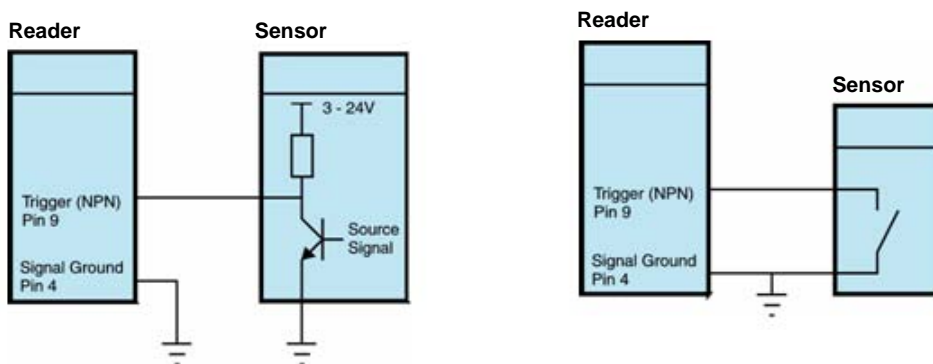 Reader
Sensor
3 - 24V
Trigger (NPN)
Pin 9
Source
Signal
Signal Ground
Pin 4
Reader
Sensor
Trigger (NPN)
Pin 9
Signal Ground
Pin 4